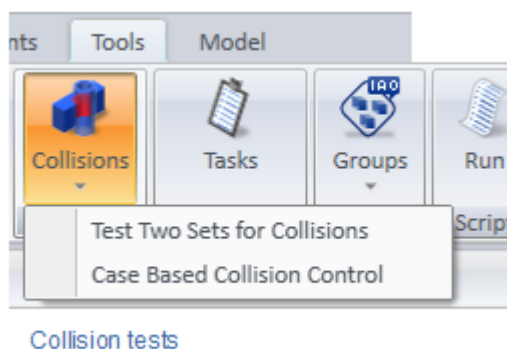 nts Tools Model
IAO
Collisions Tasks Groups Run
Script
Test Two Sets for Collisions
Case Based Collision Control
Collision tests